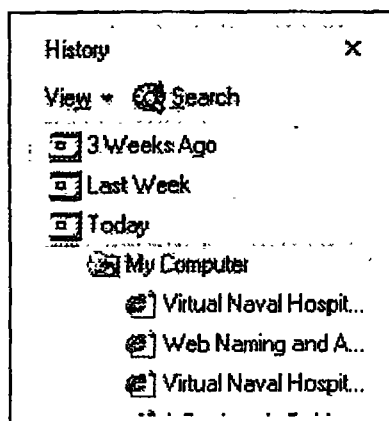 History
View Search
3 Weeks Ago
Last Week
Today
My Computer
Virtual Naval Hospit...
Web Naming and A...
Virtual Naval Hospit...